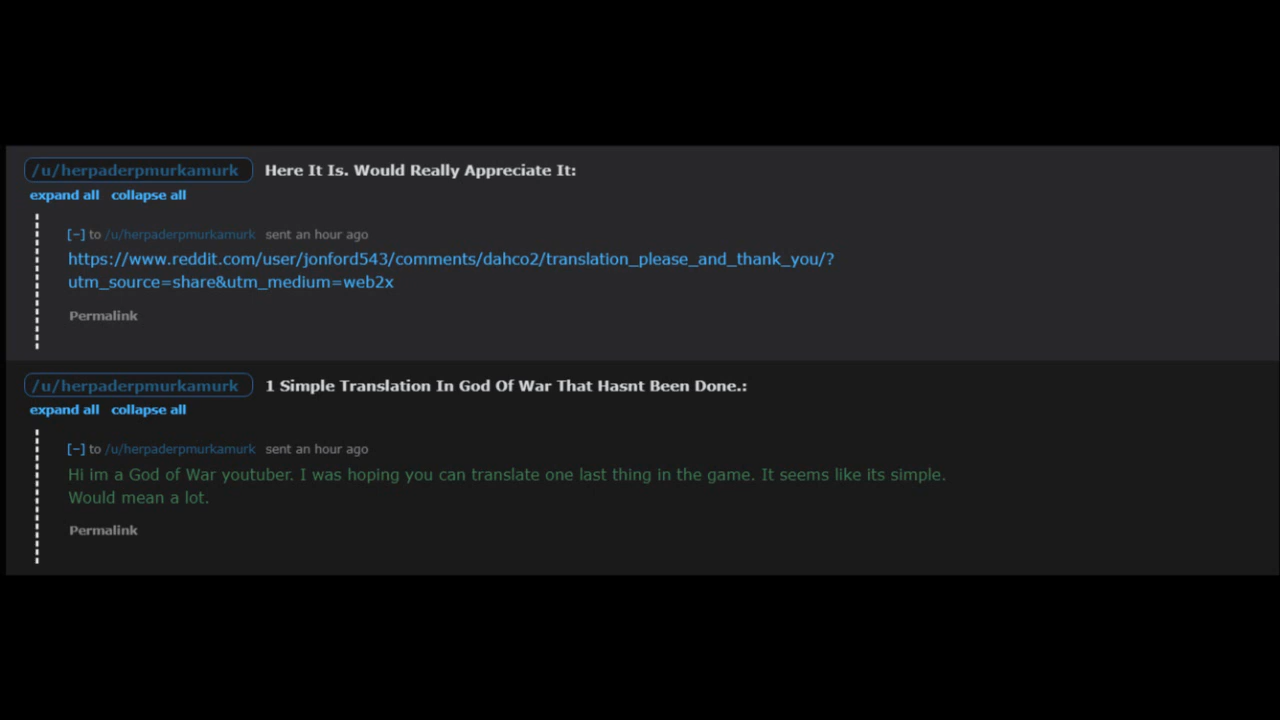 /u/herpaderpmurkamurk Here It Is. Would Really Appreciate It:
expand all collapse all
[−] to /u/herpaderpmurkamurk sent an hour ago
https://www.reddit.com/user/jonford543/comments/dahco2/translation_please_and_thank_you/?
utm_source=share&utm_medium=web2x
Permalink
/u/herpaderpmurkamurk 1 Simple Translation In God Of War That Hasnt Been Done.:
expand all collapse all
[−] to /u/herpaderpmurkamurk sent an hour ago
Hi im a God of War youtuber. I was hoping you can translate one last thing in the game. It seems like its simple.
Would mean a lot.
Permalink